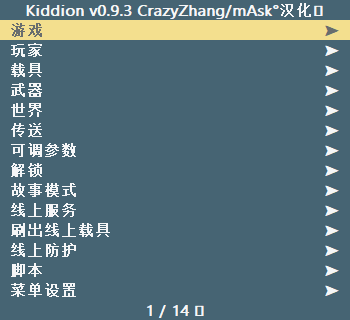 Kiddion v0.9.3 CrazyZhang/mAsk°汉化▯
游戏
玩家
载具
武器
世界
传送
可调参数
解锁
故事模式
线上服务
刷出线上载具
线上防护
脚本
菜单设置
1 / 14 ▯